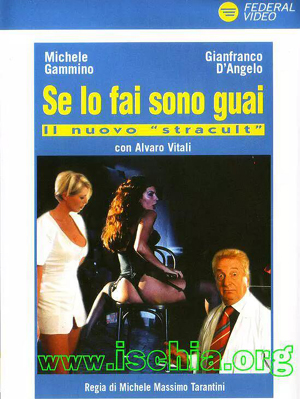 FEDERAL
VIDEO
Michele
Gammino
Gianfranco
D'Angelo
Se lo fai sono guai
Il nuovo "stracult"
con Alvaro Vitali
www.ischia.org
Regia di Michele Massimo Tarantini